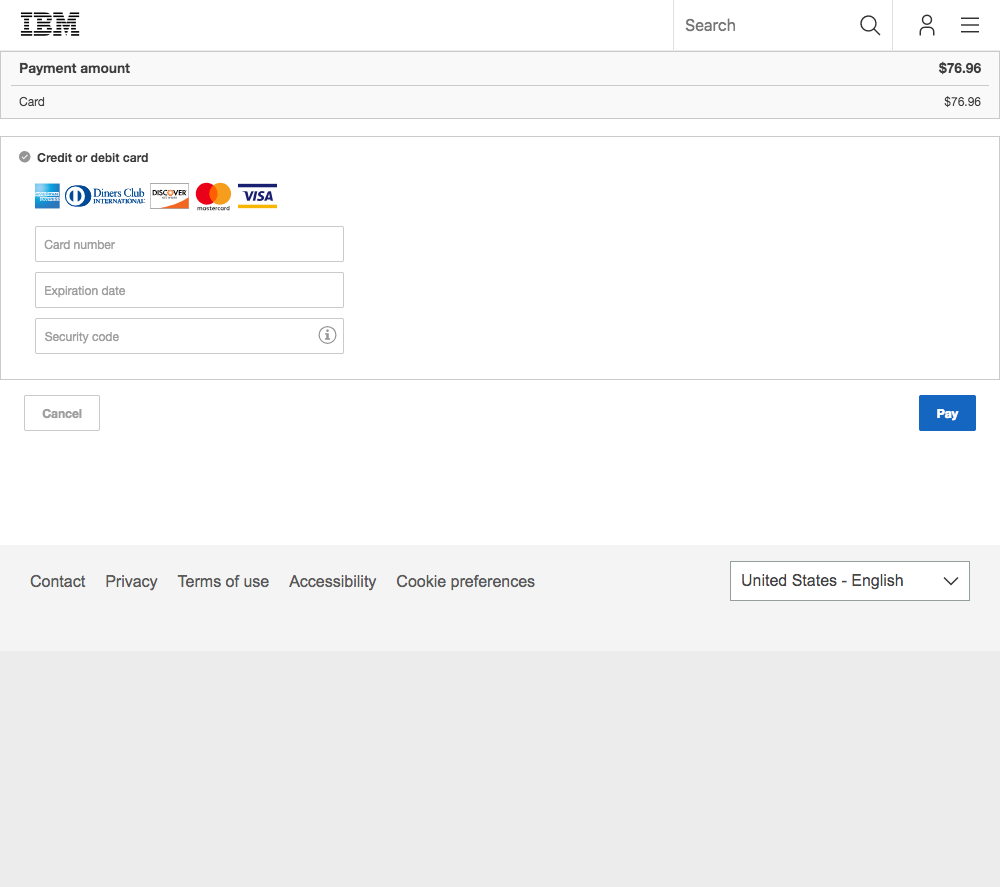 IBM
Search
Payment amount $76.96
Card $76.96
Credit or debit card
Diners Club INTERNATIONAL DISCOVER mastercard VISA
Card number
Expiration date
Security code
Cancel Pay
Contact Privacy Terms of use Accessibility Cookie preferences United States - English